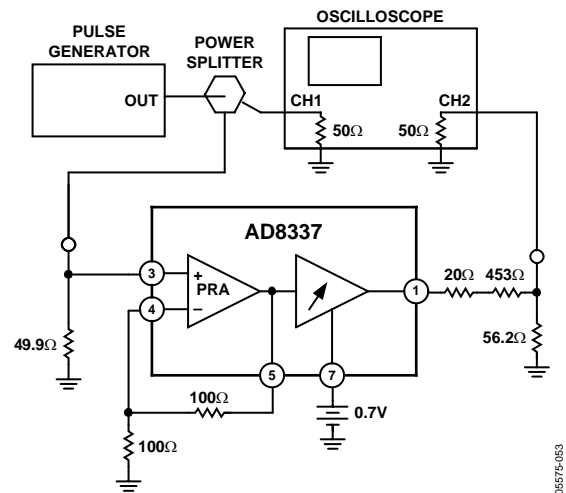 OSCILLOSCOPE
PULSE
GENERATOR
POWER
SPLITTER
OUT
CH1
CH2
50Ω
50Ω
AD8337
3
+
PRA
4
−
1
20Ω
453Ω
49.9Ω
56.2Ω
5
7
100Ω
0.7V
100Ω
05575-053